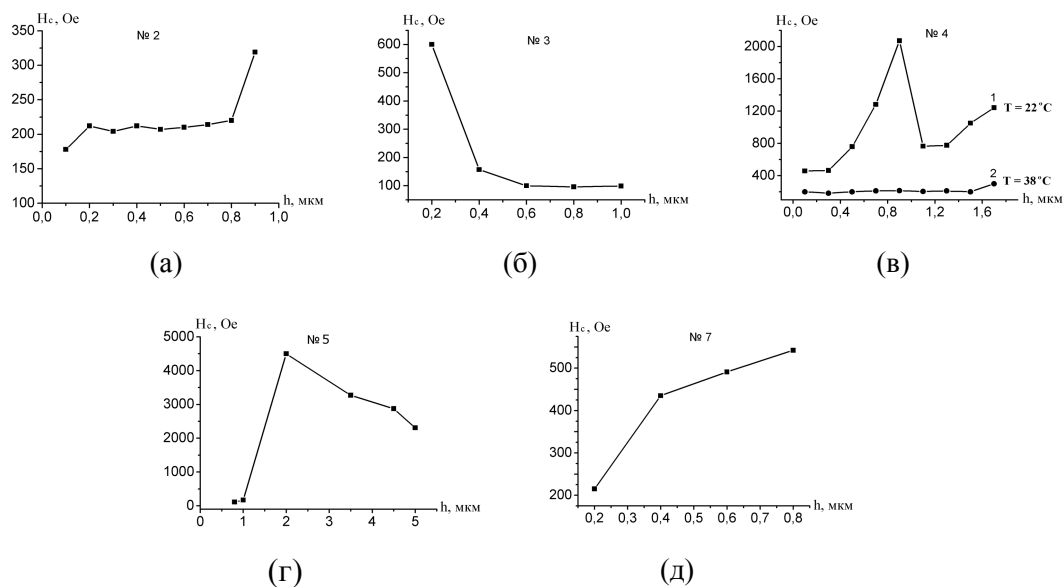 Hc, Oe
№ 2
350
300
250
200
150
100
0,0 0,2 0,4 0,6 0,8 1,0
h, мкм
(а)
Hc, Oe
№ 3
600
500
400
300
200
100
0,2 0,4 0,6 0,8 1,0
h, мкм
(б)
Hc, Oe
№ 4
2000
1600
1200
800
400
1 T = 22°C
2 T = 38°C
0,0 0,4 0,8 1,2 1,6
h, мкм
(в)
Hc, Oe
№ 5
5000
4000
3000
2000
1000
0
0 1 2 3 4 5
h, мкм
(г)
Hc, Oe
№ 7
500
400
300
250
200
0,2 0,3 0,4 0,5 0,6 0,7 0,8
h, мкм
(д)